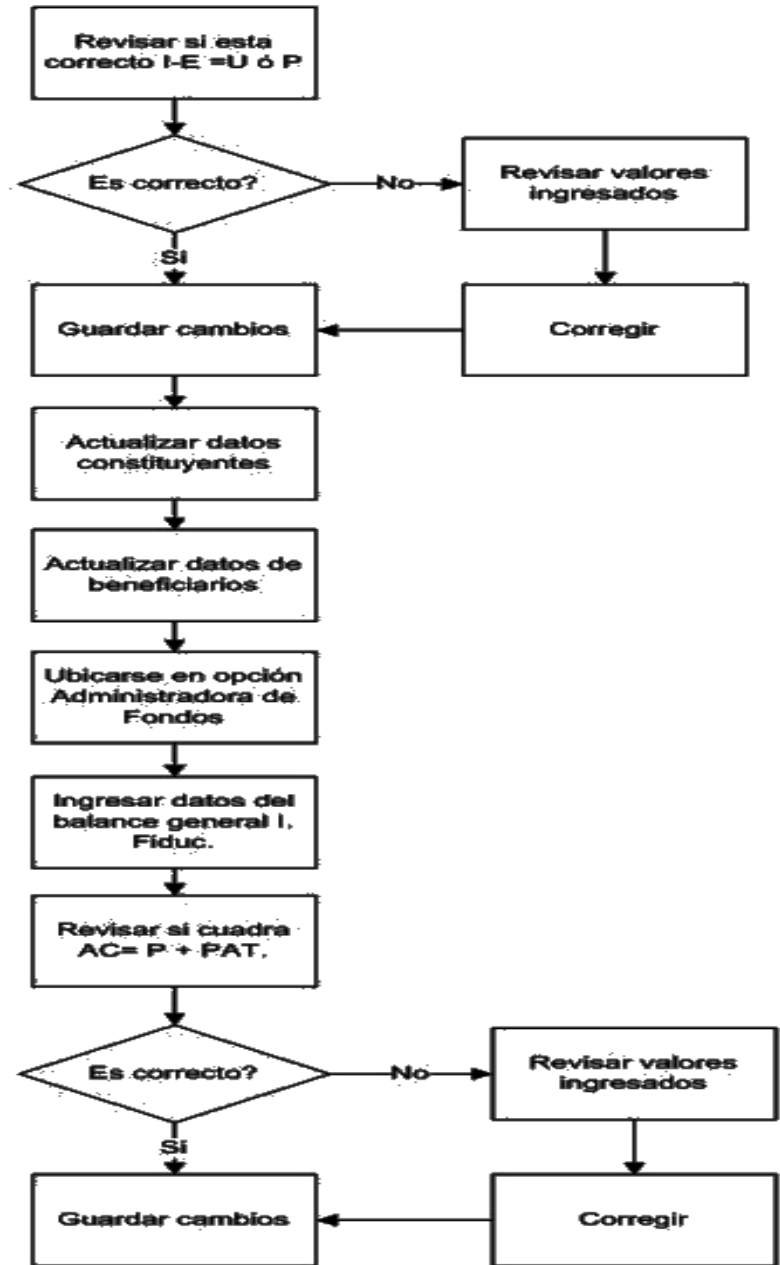 Revisar si esta
correcto I-E =U ó P
Es correcto?
No
Revisar valores
ingresados
Si
Guardar cambios
Corregir
Actualizar datos
constituyentes
Actualizar datos de
beneficiarios
Ubicarse en opción
Administradora de
Fondos
Ingresar datos del
balance general I.
Fiduc.
Revisar si cuadra
AC= P + PAT.
Es correcto?
No
Revisar valores
ingresados
Si
Guardar cambios
Corregir